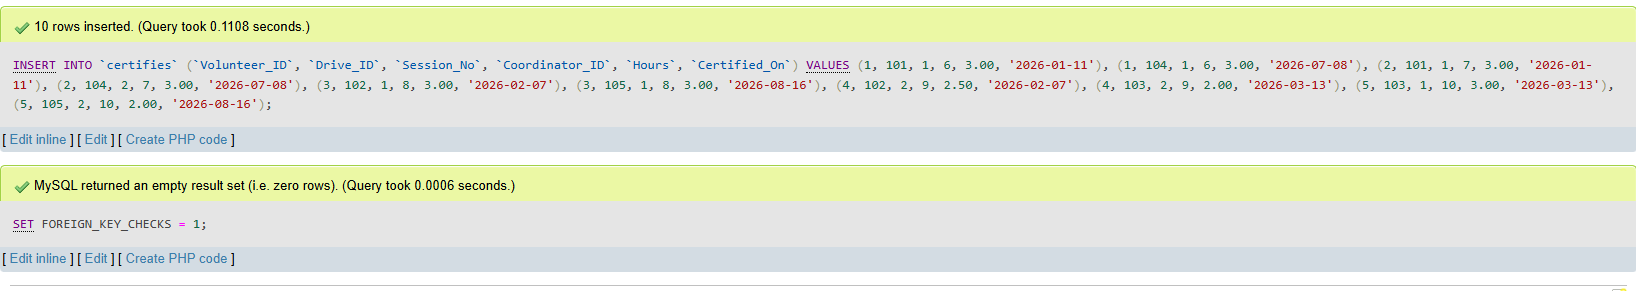 10 rows inserted. (Query took 0.1108 seconds.)
INSERT INTO `certifies` (`Volunteer_ID`, `Drive_ID`, `Session_No`, `Coordinator_ID`, `Hours`, `Certified_On`) VALUES (1, 101, 1, 6, 3.00, '2026-01-11'), (1, 104, 1, 6, 3.00, '2026-07-08'), (2, 101, 1, 7, 3.00, '2026-01-
11'), (2, 104, 2, 7, 3.00, '2026-07-08'), (3, 102, 1, 8, 3.00, '2026-02-07'), (3, 105, 1, 8, 3.00, '2026-08-16'), (4, 102, 2, 9, 2.50, '2026-02-07'), (4, 103, 2, 9, 2.00, '2026-03-13'), (5, 103, 1, 10, 3.00, '2026-03-13'),
(5, 105, 2, 10, 2.00, '2026-08-16');
[ Edit inline ] [ Edit ] [ Create PHP code ]
MySQL returned an empty result set (i.e. zero rows). (Query took 0.0006 seconds.)
SET FOREIGN_KEY_CHECKS = 1;
[ Edit inline ] [ Edit ] [ Create PHP code ]